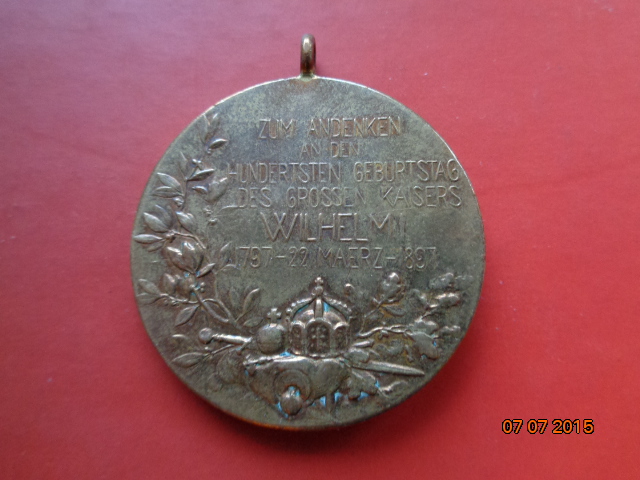 ZUM ANDENKEN
AN DEN
HUNDERTSTEN GEBURTSTAG
DES GROSSEN KAISERS
WILHELM I
1797-22 MAERZ-1897
07 07 2015